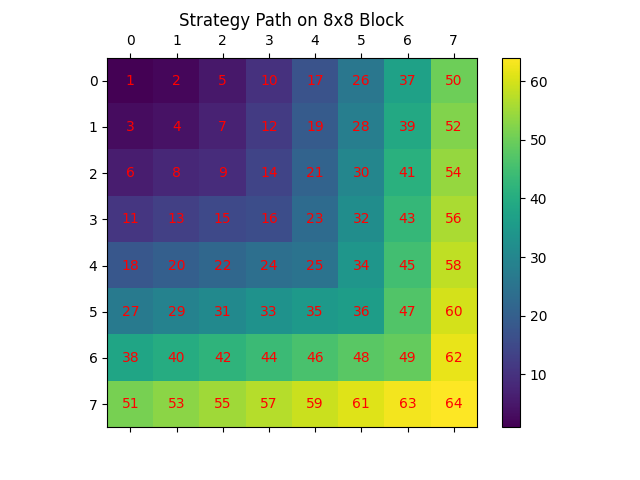 Strategy Path on 8x8 Block
0 1 2 3 4 5 6 7
0 1 2 5 10 17 26 37 50
1 3 4 7 12 19 28 39 52
2 6 8 9 14 21 30 41 54
3 11 13 15 16 23 32 43 56
4 18 20 22 24 25 34 45 58
5 27 29 31 33 35 36 47 60
6 38 40 42 44 46 48 49 62
7 51 53 55 57 59 61 63 64
60
50
40
30
20
10